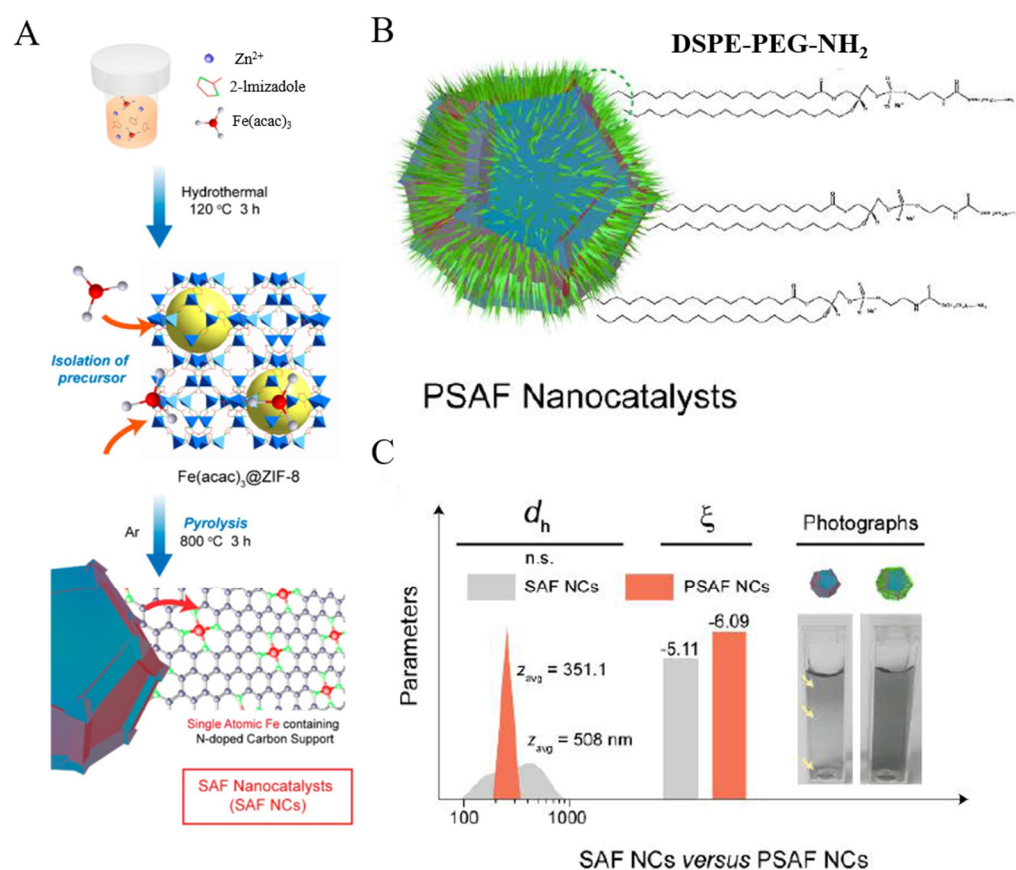 A
Zn2+
2-Imizadole
Fe(acac)3
Hydrothermal
120 °C 3 h
Isolation of
precursor
Fe(acac)3@ZIF-8
Ar
Pyrolysis
800 °C 3 h
Single Atomic Fe containing
N-doped Carbon Support
SAF Nanocatalysts
(SAF NCs)
B
DSPE-PEG-NH2
PSAF Nanocatalysts
C
Parameters
dh
ξ
Photographs
n.s.
SAF NCs
PSAF NCs
zavg = 351.1
zavg = 508 nm
-5.11
-6.09
100
1000
SAF NCs versus PSAF NCs